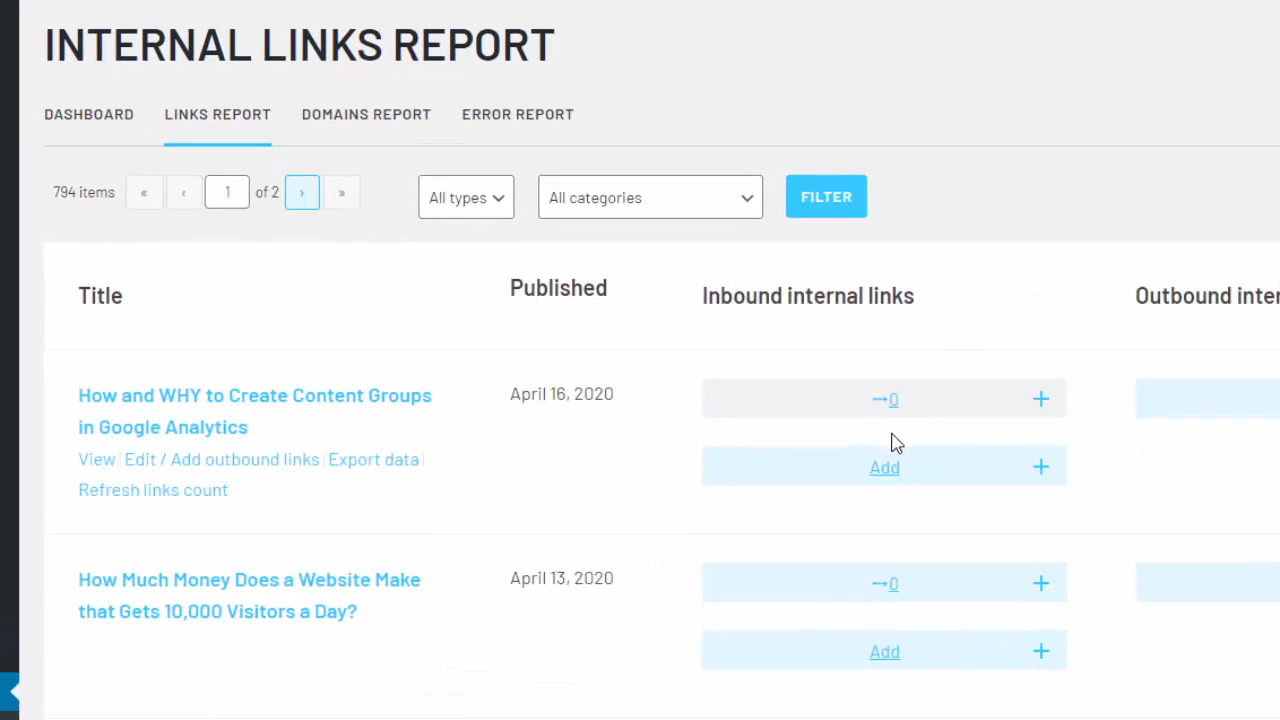 INTERNAL LINKS REPORT
DASHBOARD LINKS REPORT DOMAINS REPORT ERROR REPORT
794 items « ‹ 1 of 2 › » All types All categories FILTER
Title Published Inbound internal links Outbound inter
How and WHY to Create Content Groups
in Google Analytics
View | Edit / Add outbound links | Export data |
Refresh links count
April 16, 2020
→0 +
Add +
How Much Money Does a Website Make
that Gets 10,000 Visitors a Day?
April 13, 2020
→0 +
Add +